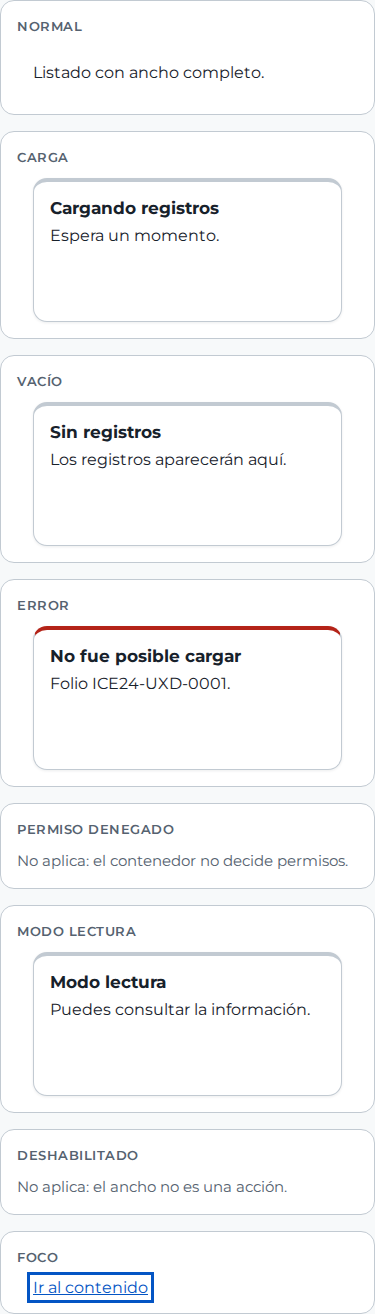 NORMAL
Listado con ancho completo.
CARGA
Cargando registros
Espera un momento.
VACÍO
Sin registros
Los registros aparecerán aquí.
ERROR
No fue posible cargar
Folio ICE24-UXD-0001.
PERMISO DENEGADO
No aplica: el contenedor no decide permisos.
MODO LECTURA
Modo lectura
Puedes consultar la información.
DESHABILITADO
No aplica: el ancho no es una acción.
FOCO
Ir al contenido